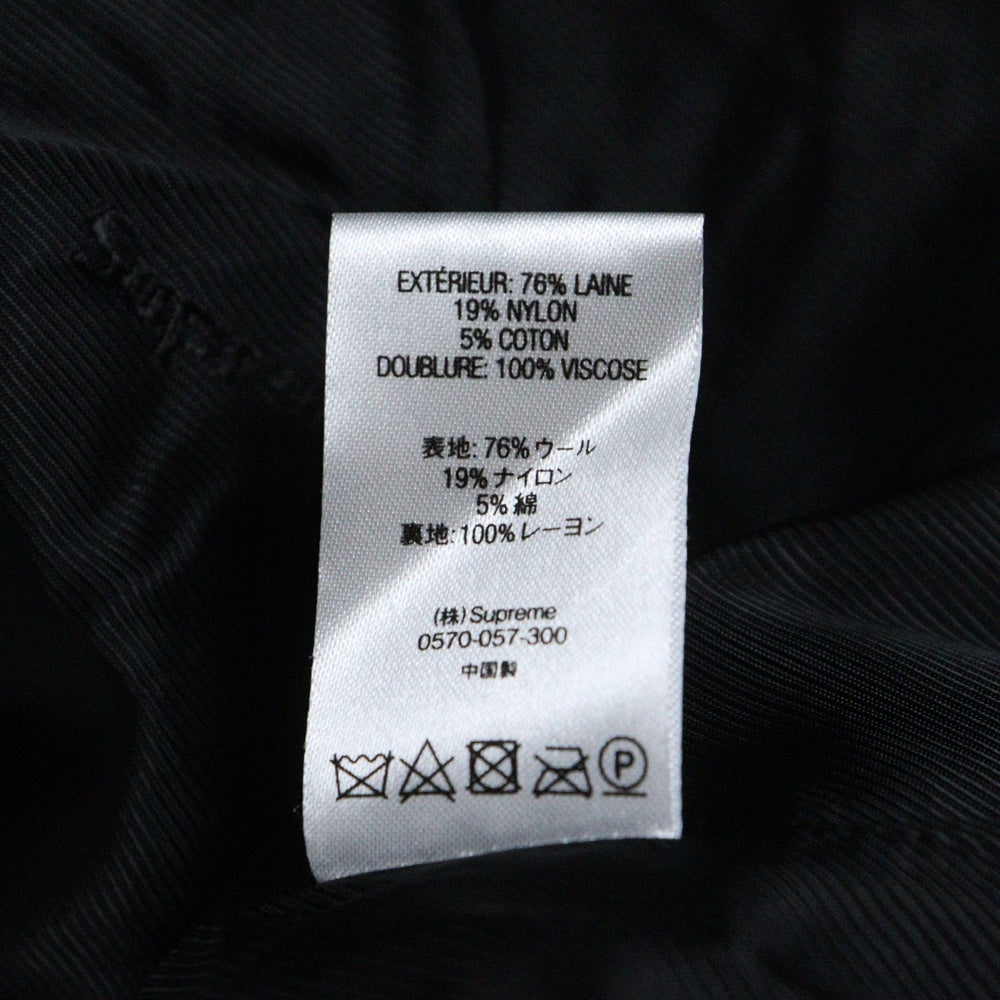 Supreme
EXTÉRIEUR: 76% LAINE
19% NYLON
5% COTON
DOUBLURE: 100% VISCOSE
表地: 76% ウール
19% ナイロン
5% 綿
裏地: 100% レーヨン
(株) Supreme
0570-057-300
中国製
P